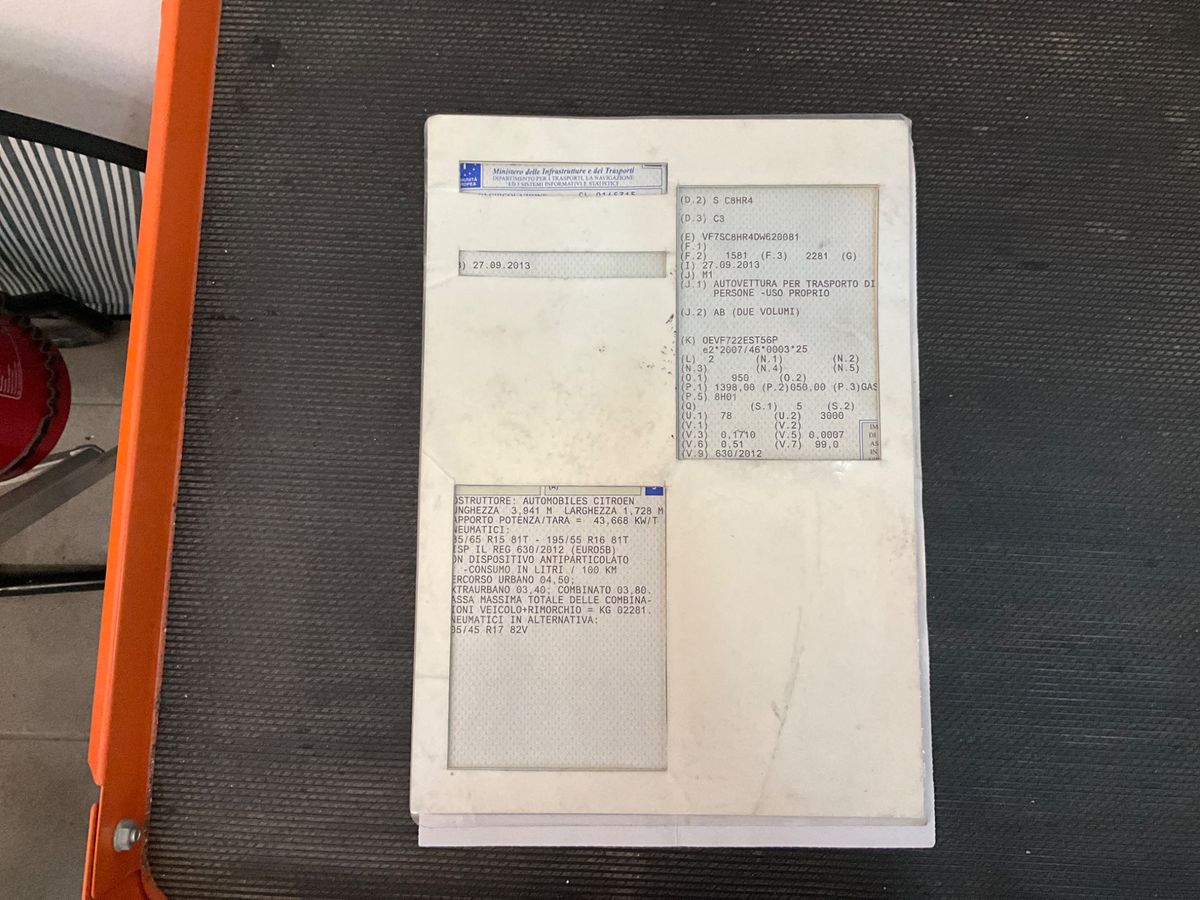 Ministero delle Infrastrutture e dei Trasporti
DIPARTIMENTO PER I TRASPORTI, LA NAVIGAZIONE
ED I SISTEMI INFORMATIVI E STATISTICI
27.09.2013
(D.2) S C8HR4
(D.3) C3
(E) VF7SC8HR4DW620081
(F.1)
(F.2) 1581 (F.3) 2281 (G)
(I) 27.09.2013
(J) M1
(J.1) AUTOVETTURA PER TRASPORTO DI
PERSONE -USO PROPRIO
(J.2) AB (DUE VOLUMI)
(K) OEVF722EST56P
e2*2007/46*0003*25
(L) 2 (N.1) (N.2)
(N.3) (N.4) (N.5)
(O.1) 950 (O.2)
(P.1) 1398,00 (P.2)050,00 (P.3)GAS
(P.5) 8H01
(Q) (S.1) 5 (S.2)
(U.1) 78 (U.2) 3000
(V.1) (V.2)
(V.3) 0,1710 (V.5) 0,0007
(V.6) 0,51 (V.7) 99,0
(V.9) 630/2012
IM
DI
AS
IN
(A)
OSTRUTTORE: AUTOMOBILES CITROEN
UNGHEZZA 3,941 M LARGHEZZA 1,728 M
APPORTO POTENZA/TARA = 43,668 KW/T
NEUMATICI:
85/65 R15 81T - 195/55 R16 81T
ISP IL REG 630/2012 (EURO5B)
ON DISPOSITIVO ANTIPARTICOLATO
-CONSUMO IN LITRI / 100 KM
ERCORSO URBANO 04,50;
XTRAURBANO 03,40; COMBINATO 03,80.
ASSA MASSIMA TOTALE DELLE COMBINA-
IONI VEICOLO+RIMORCHIO = KG 02281.
NEUMATICI IN ALTERNATIVA:
05/45 R17 82V